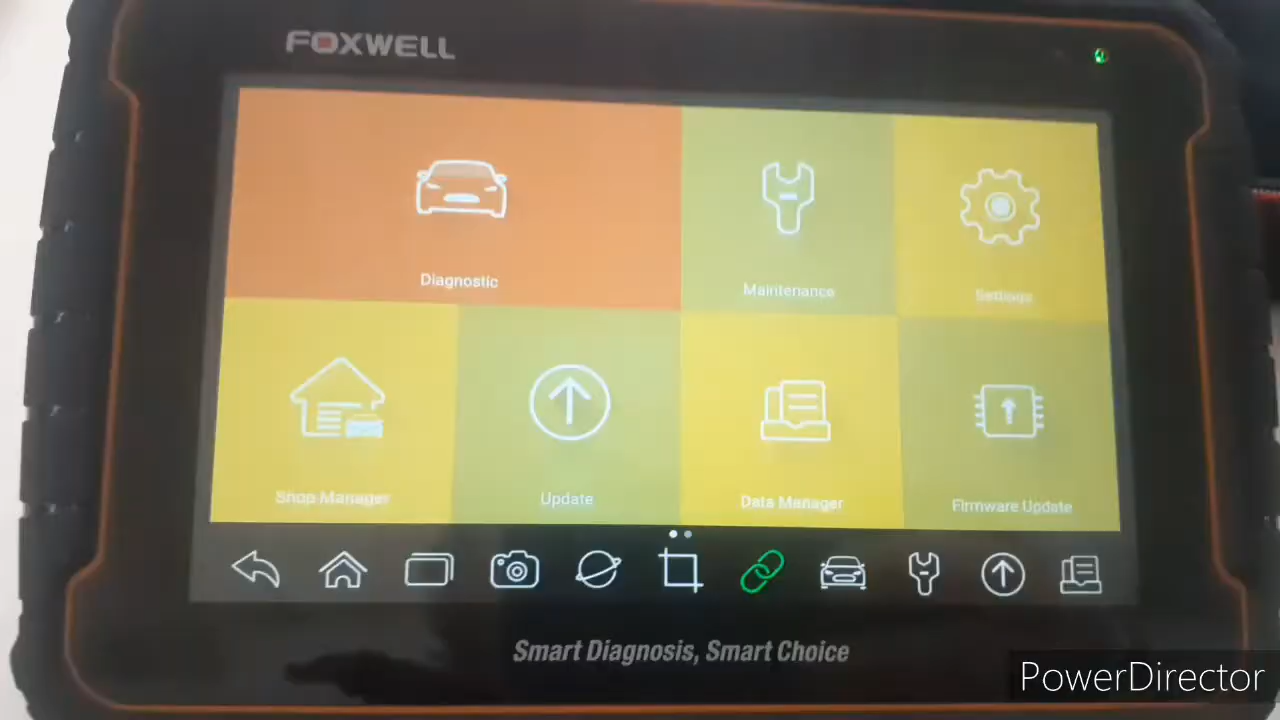 FOXWELL
Diagnostic
Maintenance
Settings
Shop Manager
Update
Data Manager
Firmware Update
Smart Diagnosis, Smart Choice
PowerDirector